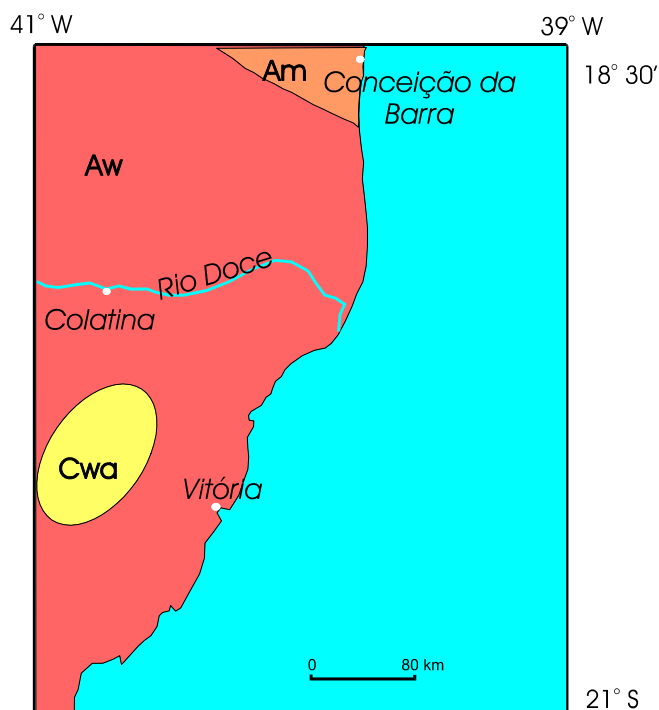 41° W
39° W
18° 30′
Am
Conceição da
Barra
Aw
Rio Doce
Colatina
Cwa
Vitória
0 80 km
21° S